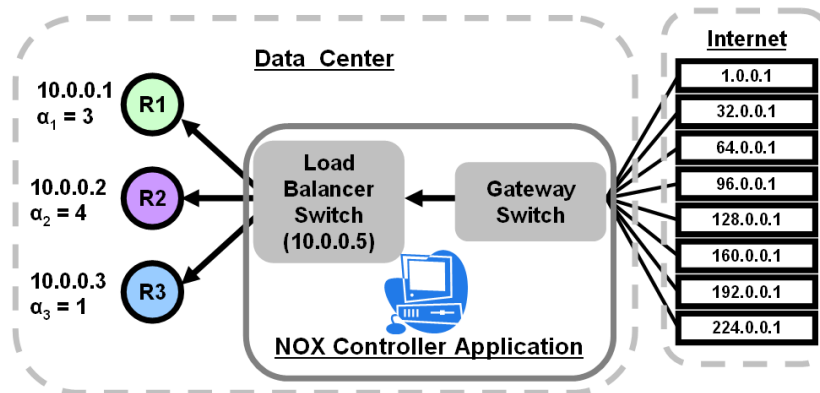 Data Center
Internet
10.0.0.1
α₁ = 3
R1
10.0.0.2
α₂ = 4
R2
10.0.0.3
α₃ = 1
R3
Load
Balancer
Switch
(10.0.0.5)
Gateway
Switch
NOX Controller Application
1.0.0.1
32.0.0.1
64.0.0.1
96.0.0.1
128.0.0.1
160.0.0.1
192.0.0.1
224.0.0.1